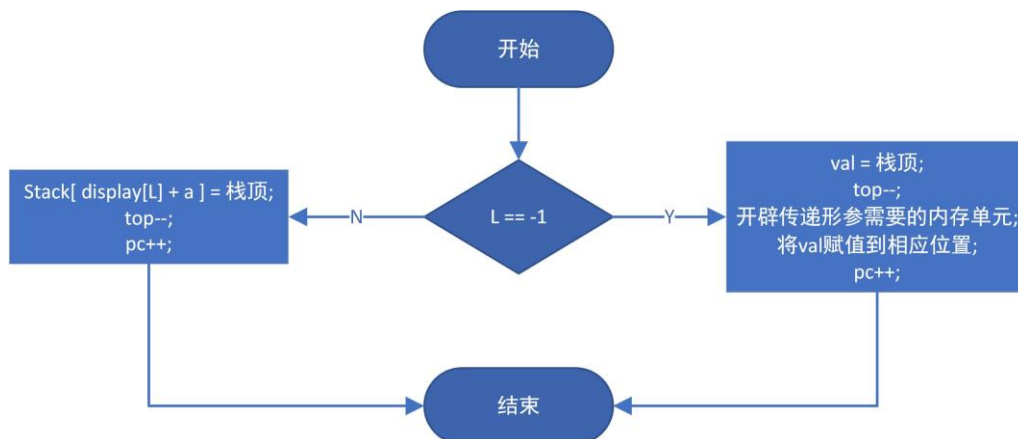 开始
L == -1
N
Y
Stack[ display[L] + a ] = 栈顶;
top--;
pc++;
val = 栈顶;
top--;
开辟传递形参需要的内存单元;
将val赋值到相应位置;
pc++;
结束